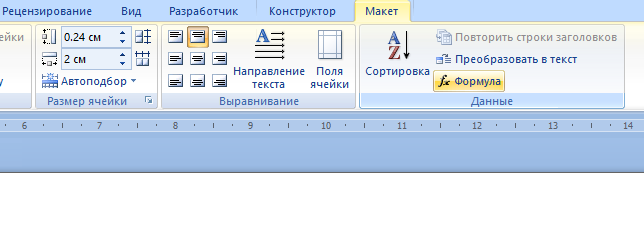 Рецензирование Вид Разработчик Конструктор Макет
0.24 см
2 см
Автоподбор
Размер ячейки
Направление текста
Поля ячейки
Выравнивание
Сортировка
Повторить строки заголовков
Преобразовать в текст
fx Формула
Данные
6 7 8 9 10 11 12 13 14